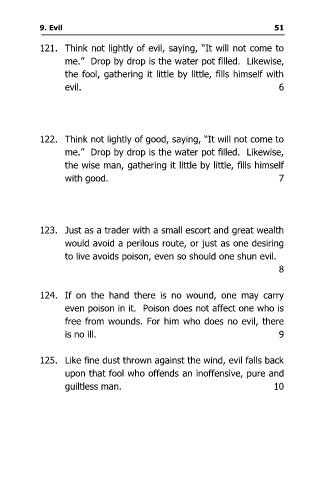 9. Evil 51
121. Think not lightly of evil, saying, “It will not come to
me.” Drop by drop is the water pot filled. Likewise,
the fool, gathering it little by little, fills himself with
evil. 6
122. Think not lightly of good, saying, “It will not come to
me.” Drop by drop is the water pot filled. Likewise,
the wise man, gathering it little by little, fills himself
with good. 7
123. Just as a trader with a small escort and great wealth
would avoid a perilous route, or just as one desiring
to live avoids poison, even so should one shun evil.
8
124. If on the hand there is no wound, one may carry
even poison in it. Poison does not affect one who is
free from wounds. For him who does no evil, there
is no ill. 9
125. Like fine dust thrown against the wind, evil falls back
upon that fool who offends an inoffensive, pure and
guiltless man. 10